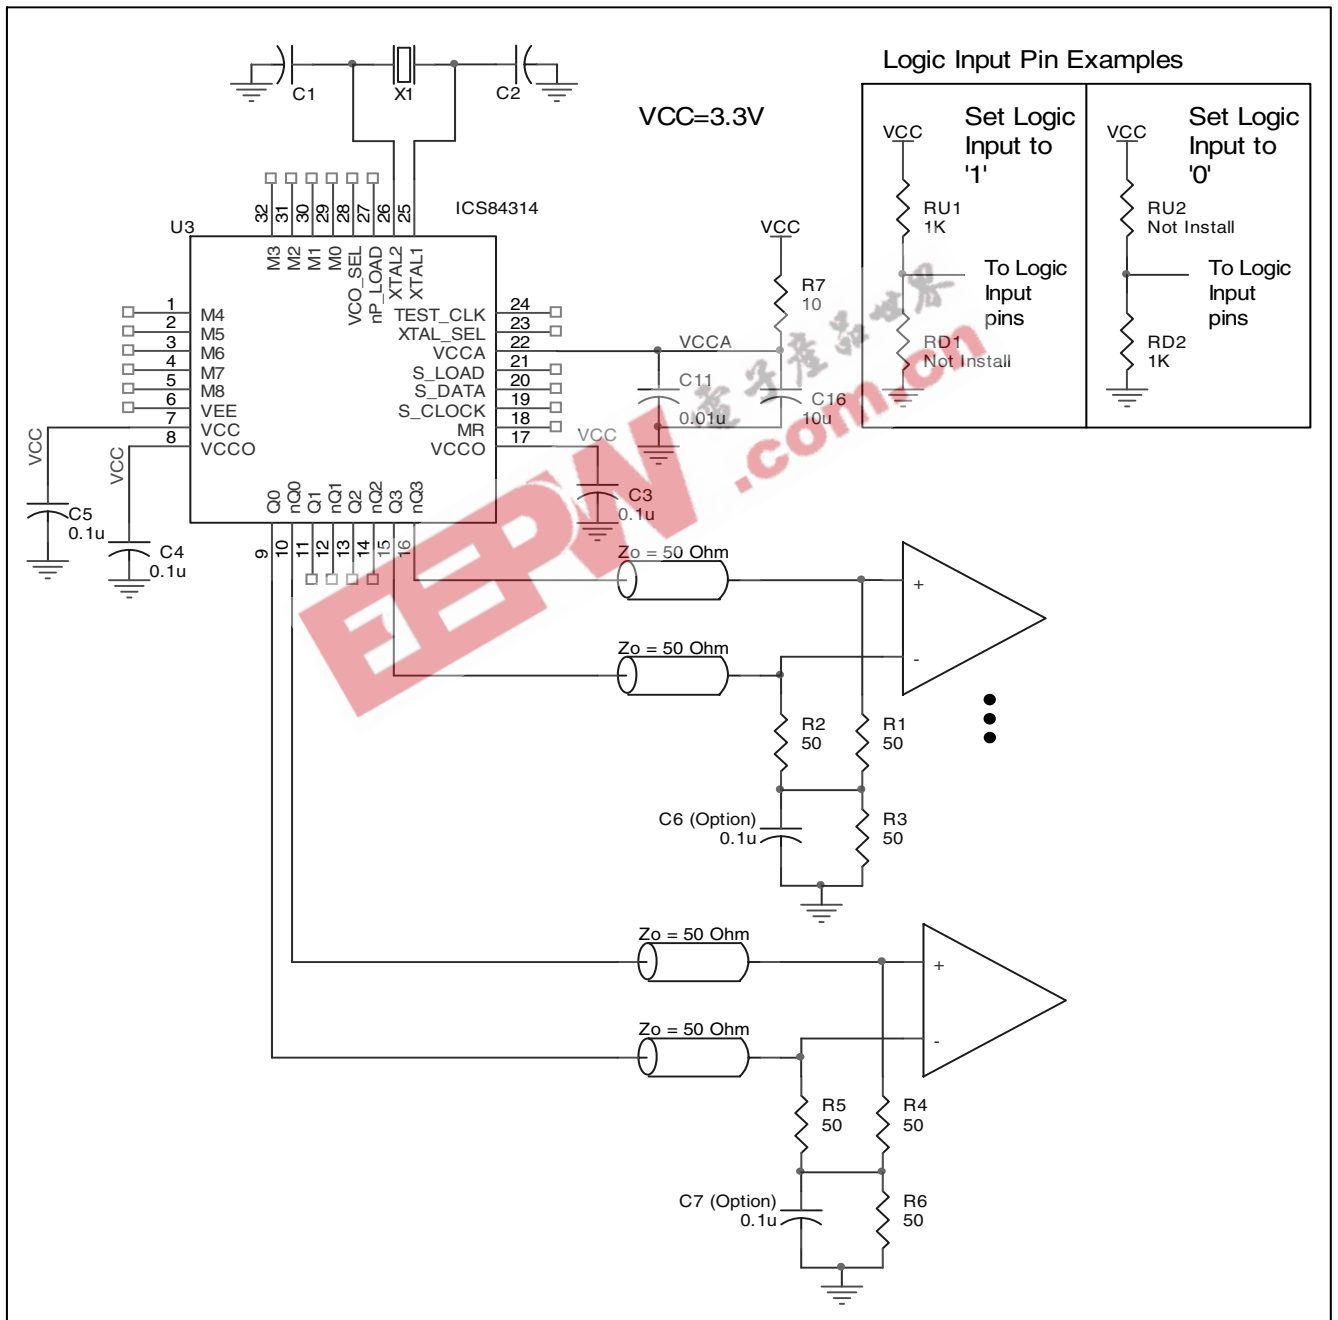 C1
X1
C2
VCC=3.3V
Logic Input Pin Examples
VCC
Set Logic
Input to
'1'
RU1
1K
To Logic
Input
pins
RD1
Not Install
VCC
Set Logic
Input to
'0'
RU2
Not Install
To Logic
Input
pins
RD2
1K
U3
ICS84314
32
31
30
29
28
27
26
25
M3
M2
M1
M0
VCO_SEL
nP_LOAD
XTAL2
XTAL1
1
2
3
4
5
6
7
8
M4
M5
M6
M7
M8
VEE
VCC
VCCO
TEST_CLK
XTAL_SEL
VCCA
S_LOAD
S_DATA
S_CLOCK
MR
VCCO
24
23
22
21
20
19
18
17
Q0
nQ0
Q1
nQ1
Q2
nQ2
Q3
nQ3
9
10
11
12
13
14
15
16
VCC
R7
10
VCCA
C11
0.01u
C16
10u
VCC
C3
0.1u
VCC
C5
0.1u
VCC
C4
0.1u
電子產品世界
.com.cn
EEPW
Zo = 50 Ohm
+
Zo = 50 Ohm
-
R2
50
R1
50
C6 (Option)
0.1u
R3
50
Zo = 50 Ohm
+
Zo = 50 Ohm
-
R5
50
R4
50
C7 (Option)
0.1u
R6
50